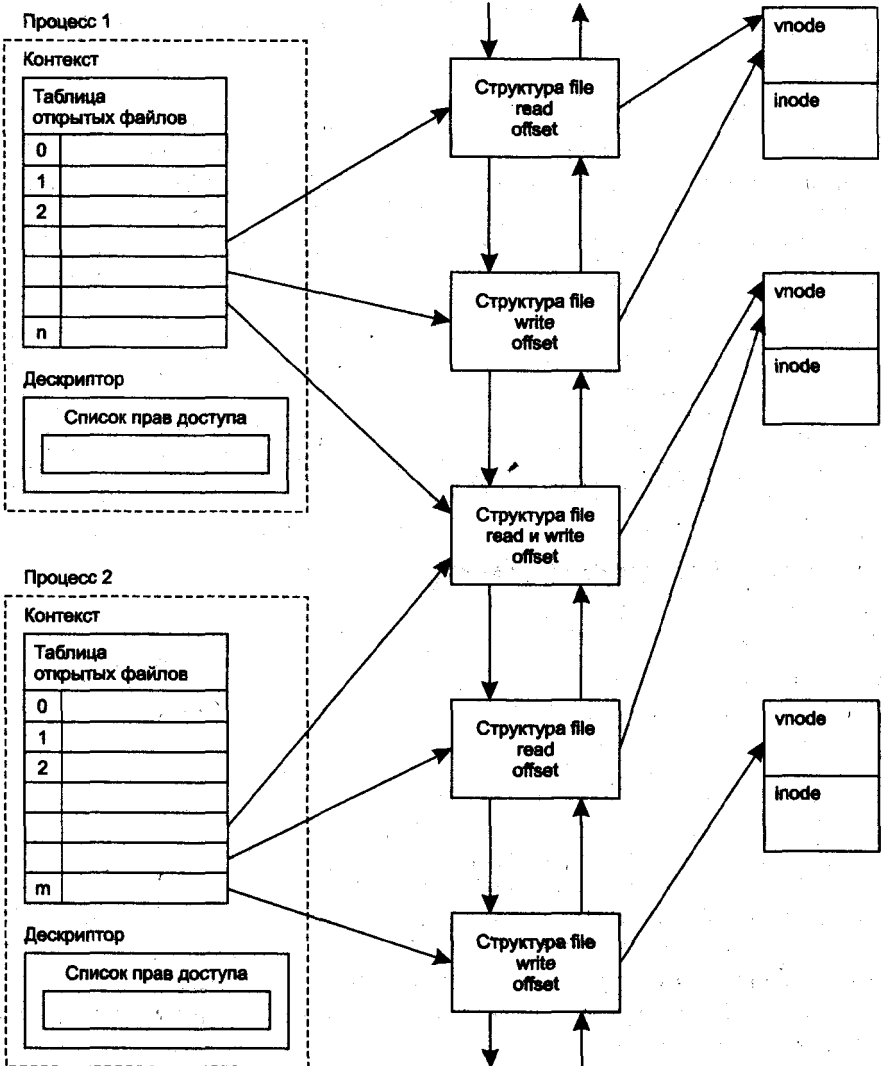 Процесс 1
Контекст
Таблица
открытых файлов
0
1
2
n
Дескриптор
Список прав доступа
Процесс 2
Контекст
Таблица
открытых файлов
0
1
2
m
Дескриптор
Список прав доступа
Структура file
read
offset
Структура file
write
offset
Структура file
read и write
offset
Структура file
read
offset
Структура file
write
offset
vnode
inode
vnode
inode
vnode
inode